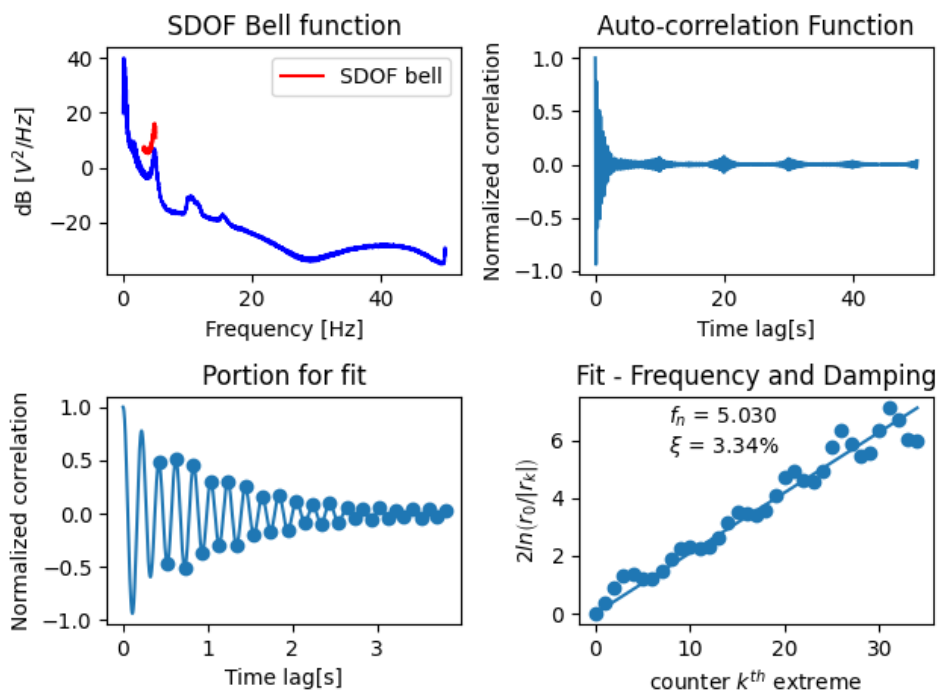 SDOF Bell function
40
20
0
−20
dB [V²/Hz]
SDOF bell
0
20
40
Frequency [Hz]
Auto-correlation Function
1.0
0.5
0.0
−0.5
−1.0
Normalized correlation
0
20
40
Time lag[s]
Portion for fit
1.0
0.5
0.0
−0.5
−1.0
Normalized correlation
0
1
2
3
Time lag[s]
Fit - Frequency and Damping
fₙ = 5.030
ξ = 3.34%
6
4
2
0
2ln(r₀/|rₖ|)
0
10
20
30
counter kᵗʰ extreme